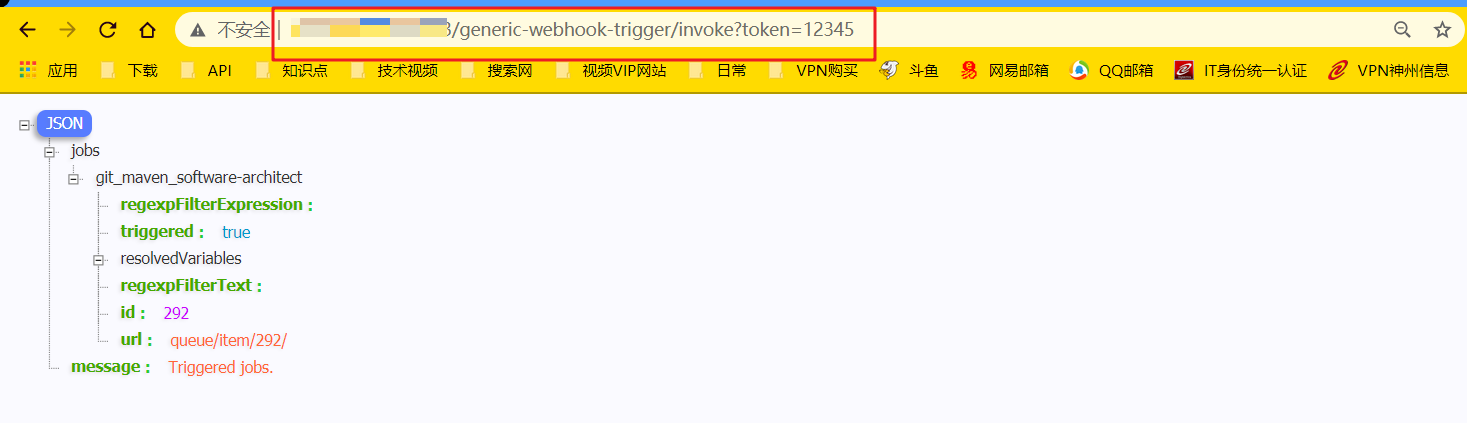 不安全 | 3/generic-webhook-trigger/invoke?token=12345
应用 下载 API 知识点 技术视频 搜索网 视频VIP网站 日常 VPN购买 斗鱼 网易邮箱 QQ邮箱 IT身份统一认证 VPN神州信息
JSON
jobs
git_maven_software-architect
regexpFilterExpression :
triggered : true
resolvedVariables
regexpFilterText :
id : 292
url : queue/item/292/
message : Triggered jobs.